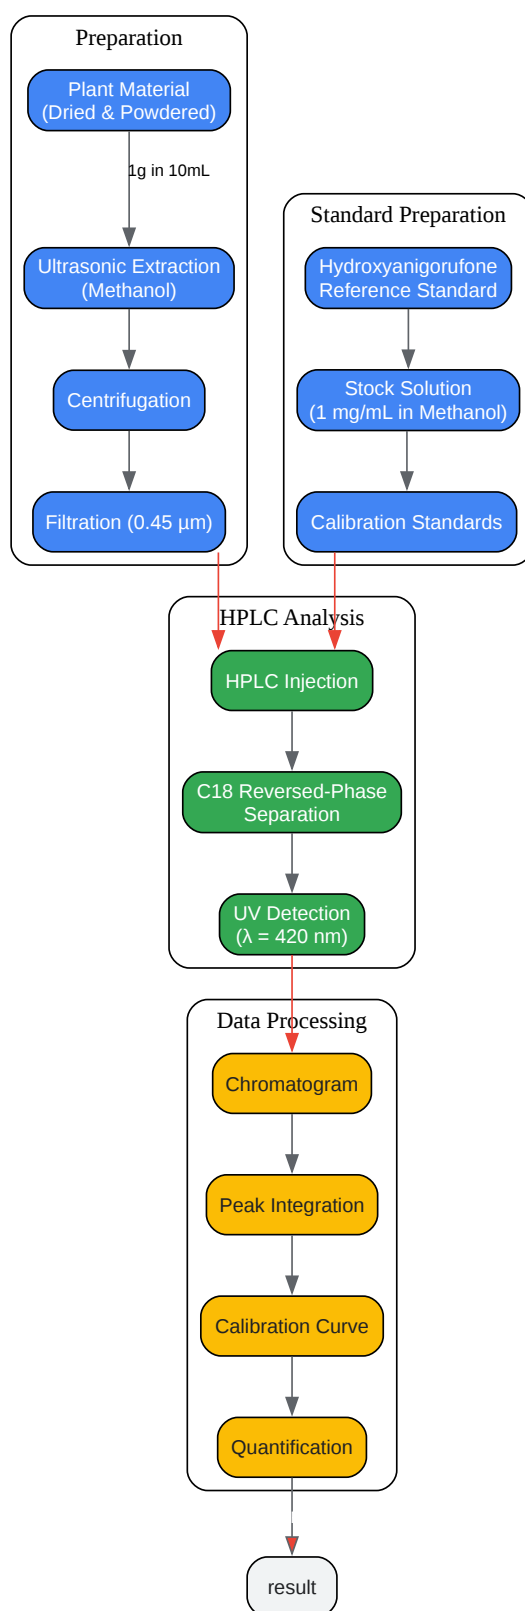 Preparation
Plant Material
(Dried & Powdered)
1g in 10mL
Ultrasonic Extraction
(Methanol)
Centrifugation
Filtration (0.45 µm)
Standard Preparation
Hydroxyanigorufone
Reference Standard
Stock Solution
(1 mg/mL in Methanol)
Calibration Standards
HPLC Analysis
HPLC Injection
C18 Reversed-Phase
Separation
UV Detection
(λ = 420 nm)
Data Processing
Chromatogram
Peak Integration
Calibration Curve
Quantification
result